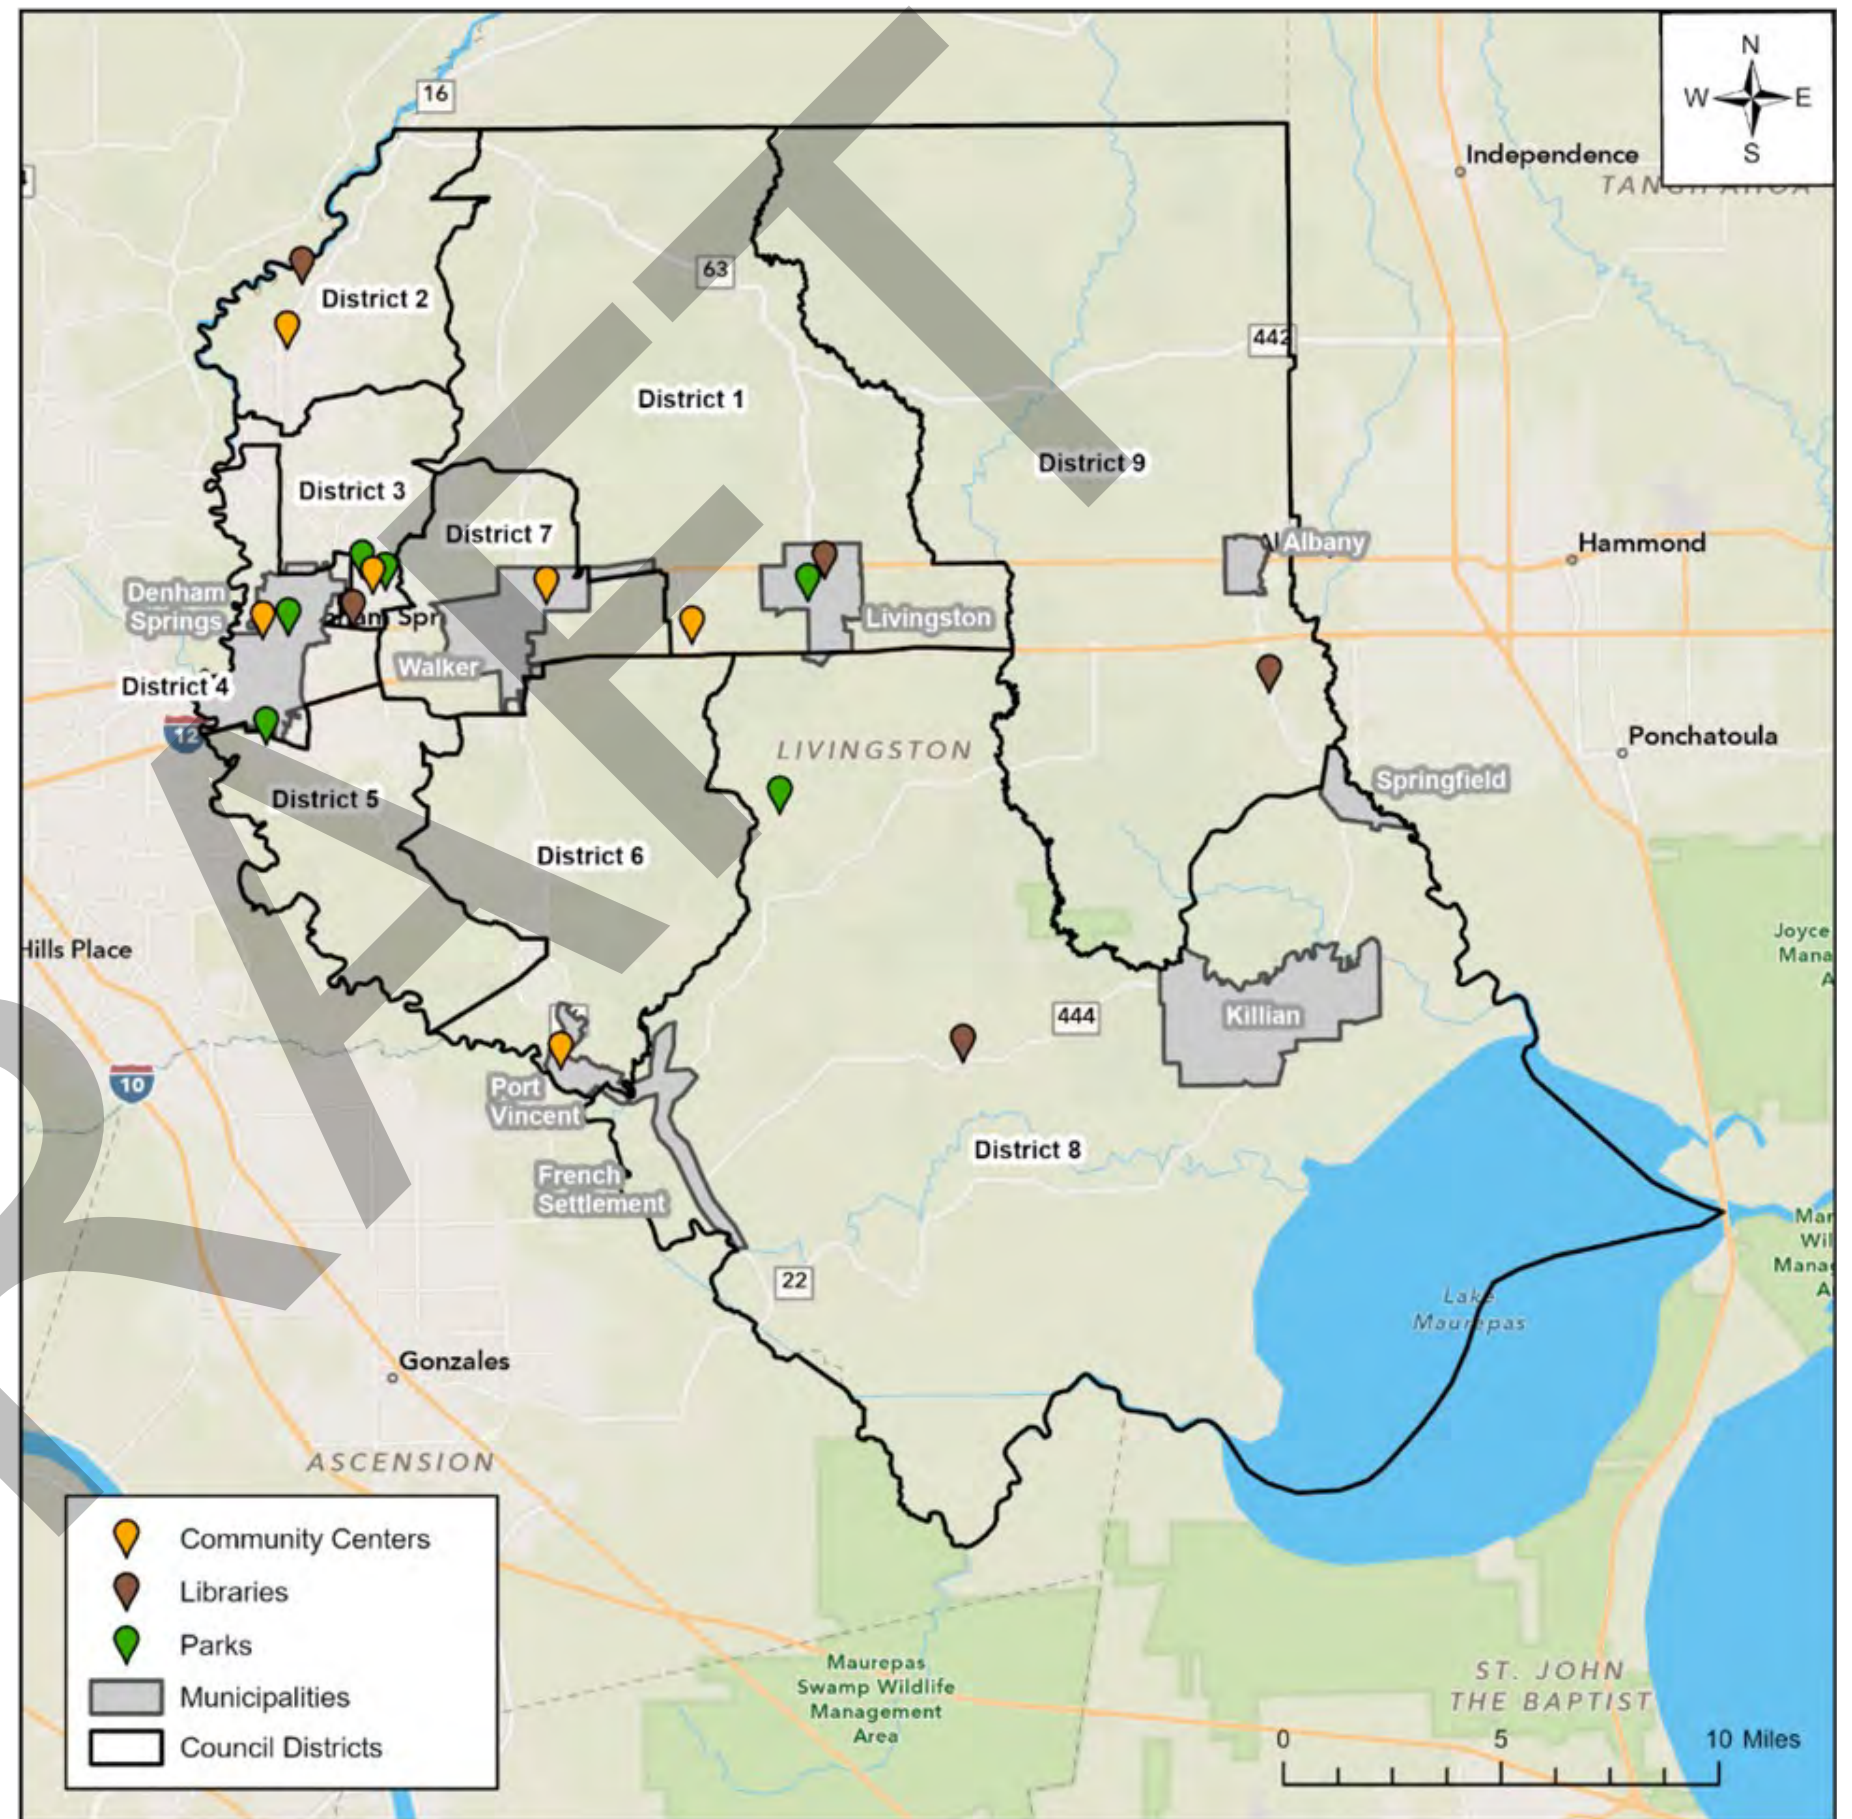 N
W E
S
16
Independence
District 2
63
442
District 1
District 9
District 3
District 7
Hammond
Albany
Denham
Springs
Livingston
Walker
District 4
12
LIVINGSTON
Ponchatoula
Springfield
District 5
District 6
Joyce
Hills Place
444
Killian
10
Port
Vincent
District 8
French
Settlement
22
Lake
Maurepas
Gonzales
ASCENSION
Community Centers
Libraries
Parks
Municipalities
Council Districts
Maurepas
Swamp Wildlife
Management
Area
ST. JOHN
THE BAPTIST
0 5 10 Miles